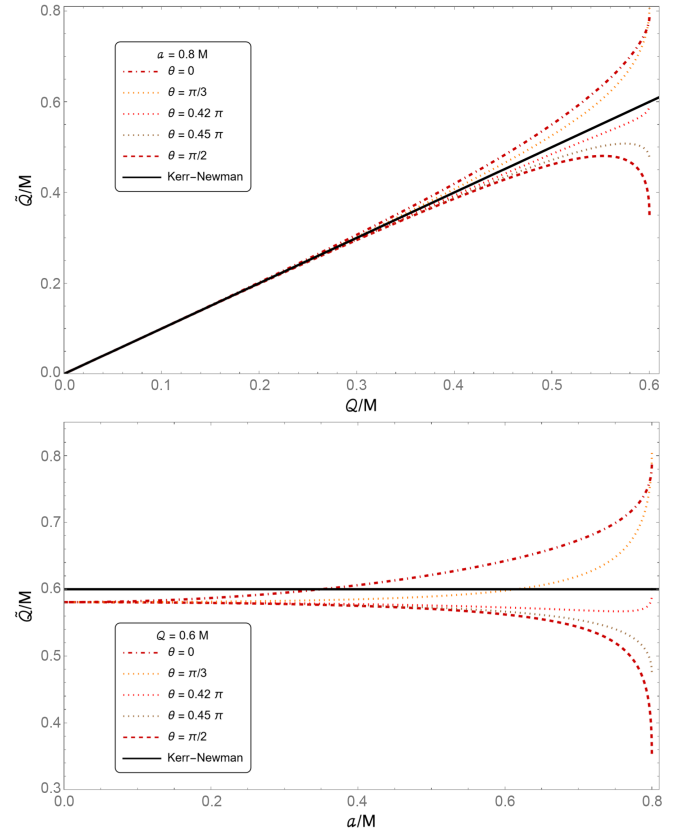 0.8
0.6
0.4
0.2
0.0
Q̃/M
a = 0.8 M
θ = 0
θ = π/3
θ = 0.42 π
θ = 0.45 π
θ = π/2
Kerr–Newman
0.0 0.1 0.2 0.3 0.4 0.5 0.6
Q/M
0.8
0.7
0.6
0.5
0.4
0.3
Q̃/M
Q = 0.6 M
θ = 0
θ = π/3
θ = 0.42 π
θ = 0.45 π
θ = π/2
Kerr–Newman
0.0 0.2 0.4 0.6 0.8
a/M